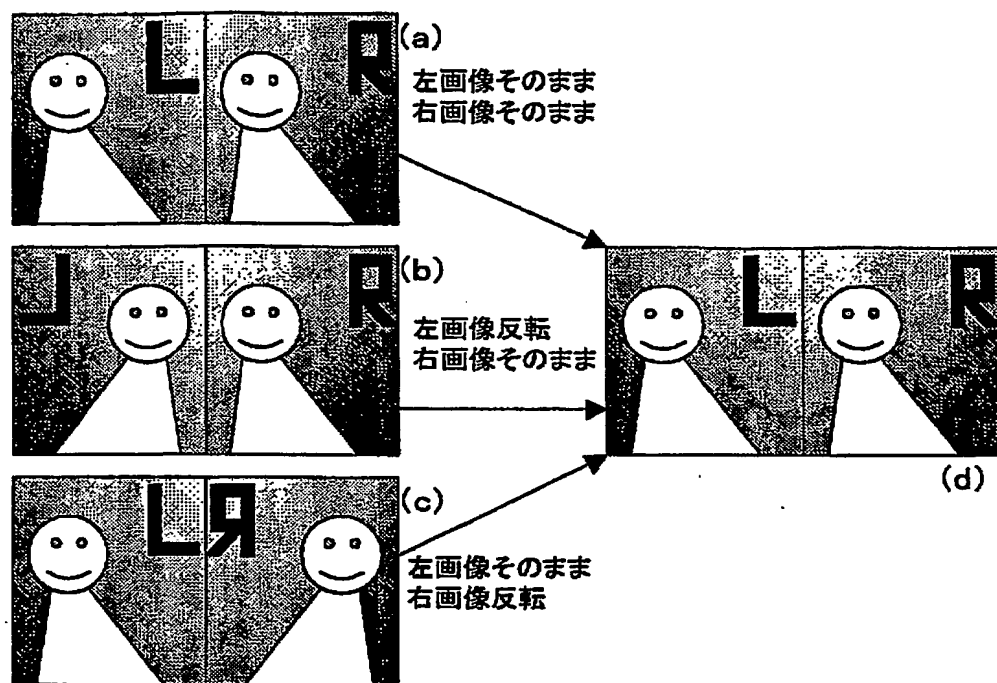 L R (a)
左画像そのまま
右画像そのまま
L R (b)
左画像反転
右画像そのまま
L R (c)
左画像そのまま
右画像反転
L R
(d)